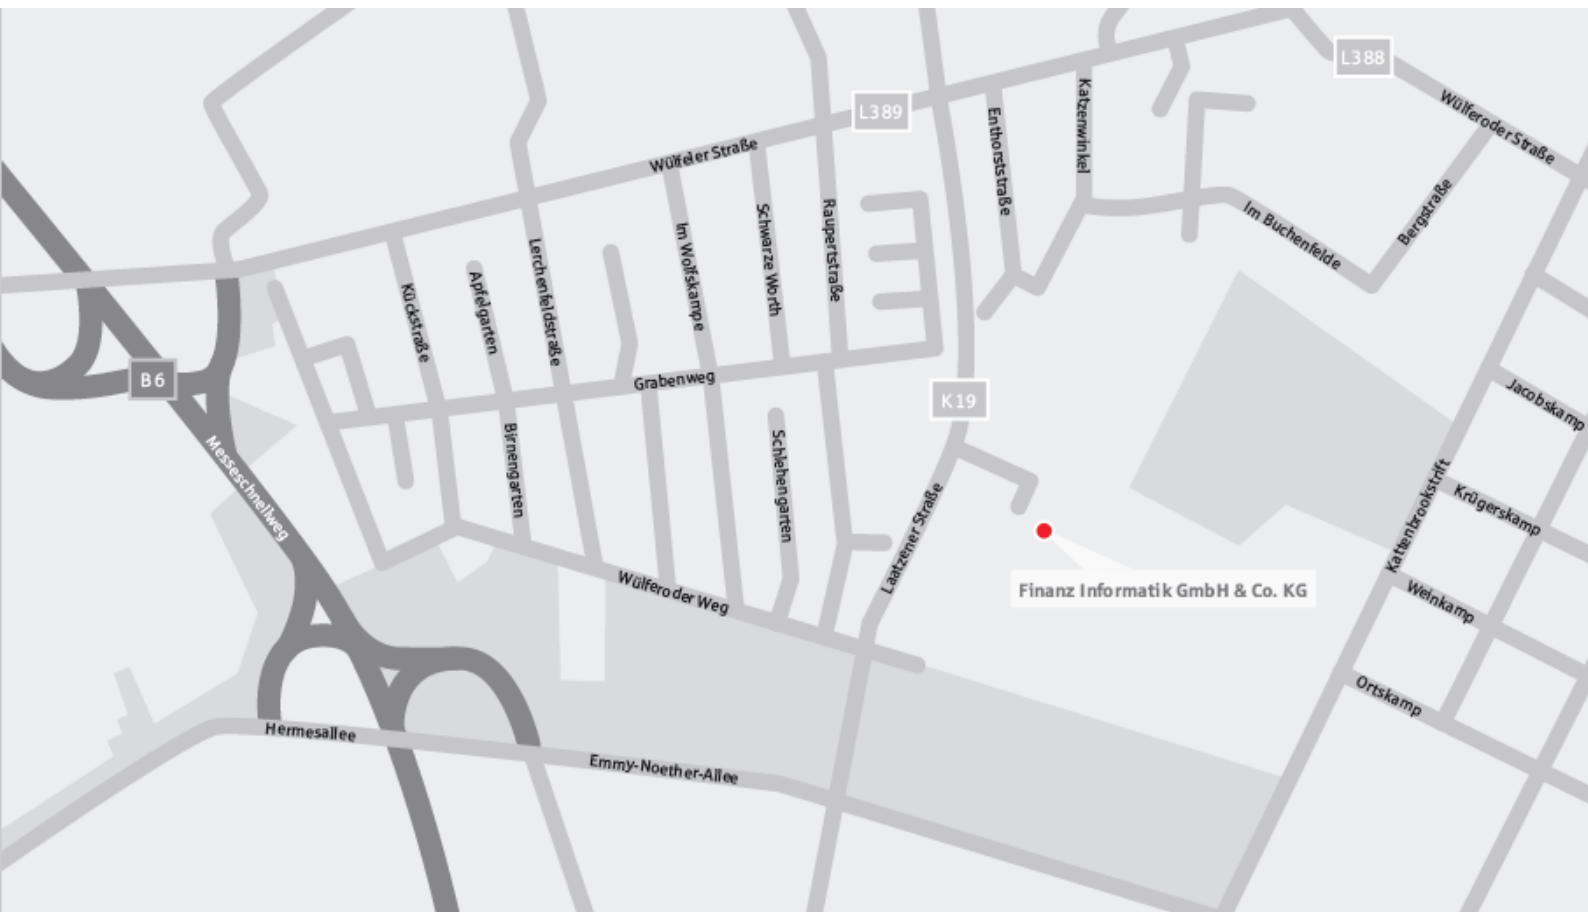 L388
Wülferoder Straße
L389
Katzenwinkel
Enthorststraße
Wülfeler Straße
Bergstraße
Im Buchenfelde
Raupertstraße
Schwarze Worth
Im Wolfskampe
Lerchenfeldstraße
Apfelgarten
Kückstraße
B6
Grabenweg
K19
Jacobskamp
Messeschnellweg
Birnengarten
Schlehengarten
Laatzener Straße
Kattenbrookstrift
Krügerskamp
Wülferoder Weg
Finanz Informatik GmbH & Co. KG
Weinkamp
Ortskamp
Hermesallee
Emmy-Noether-Allee